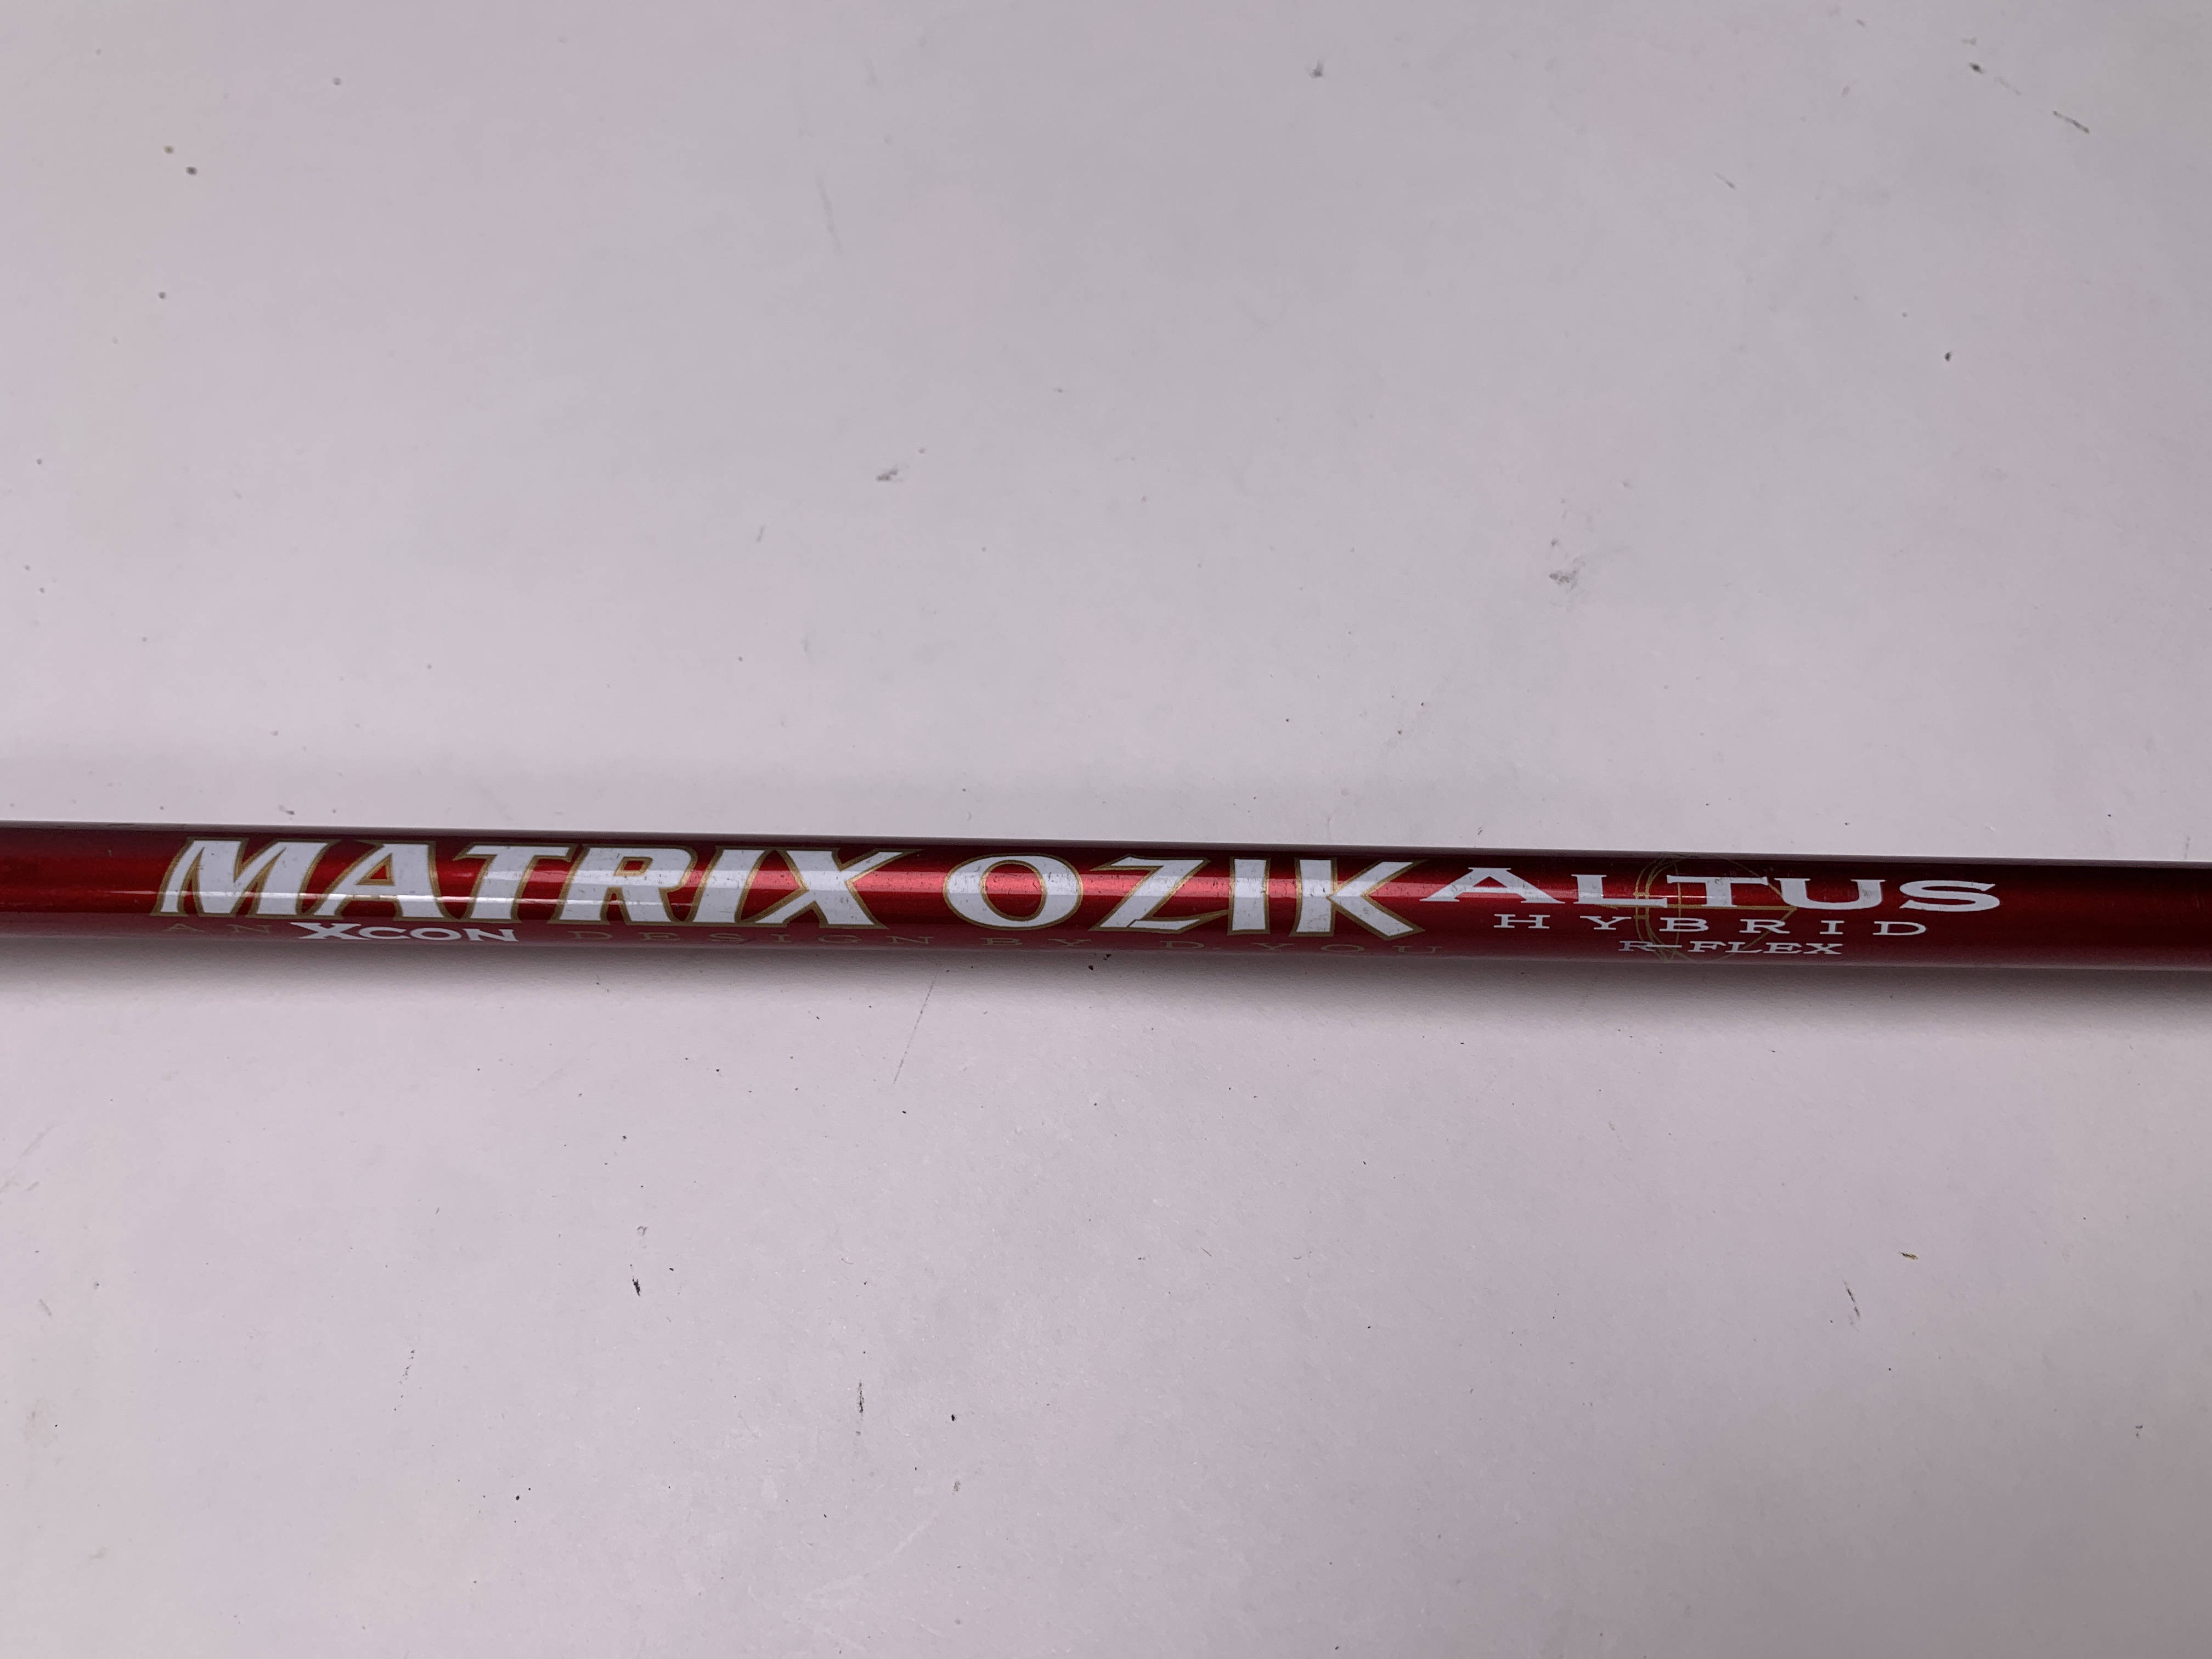 MATRIX OZIK ALTUS
AN XCON DESIGN BY D.YOU
HYBRID
R-FLEX